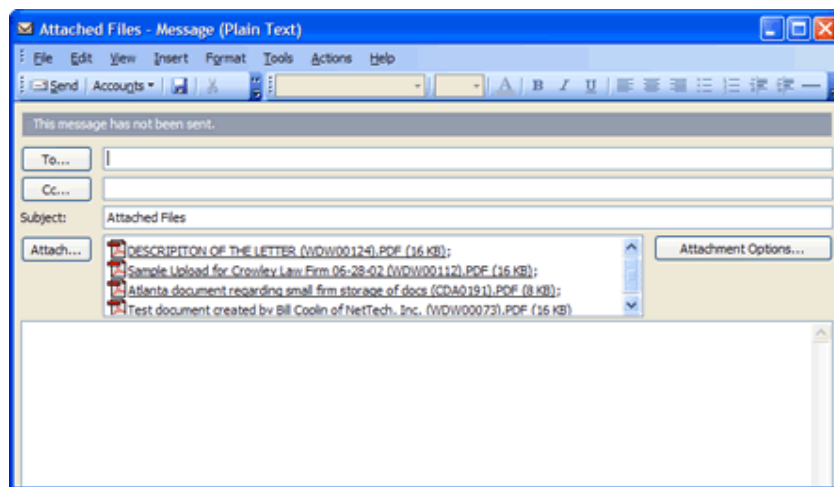 Attached Files - Message (Plain Text)
File Edit View Insert Format Tools Actions Help
Send Accounts A B I U
This message has not been sent.
To...
Cc...
Subject: Attached Files
Attach... DESCRIPITON OF THE LETTER (WDW00124).PDF (16 KB); Attachment Options...
Sample Upload for Crowley Law Firm 06-28-02 (WDW00112).PDF (16 KB);
Atlanta document regarding small firm storage of docs (CDA0191).PDF (8 KB);
Test document created by Bill Coplin of NetTech, Inc. (WDW00073).PDF (16 KB)